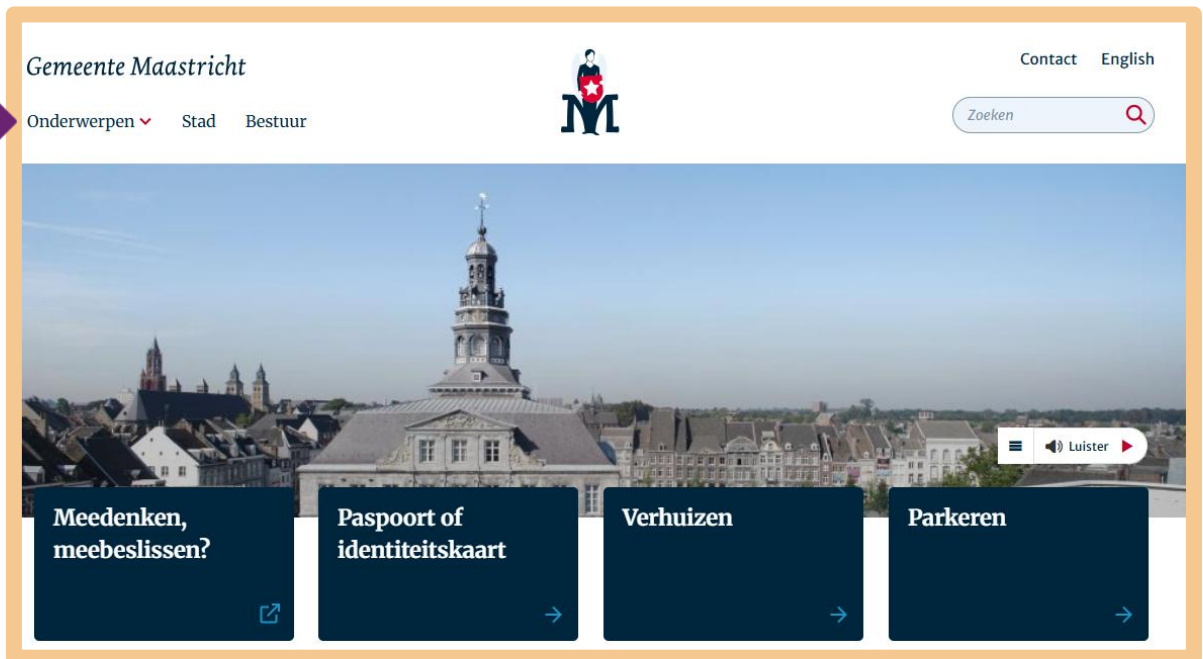 Gemeente Maastricht
Contact English
Onderwerpen Stad Bestuur
Zoeken
M
Luister
Meedenken,
meebeslissen?
Paspoort of
identiteitskaart
Verhuizen
Parkeren